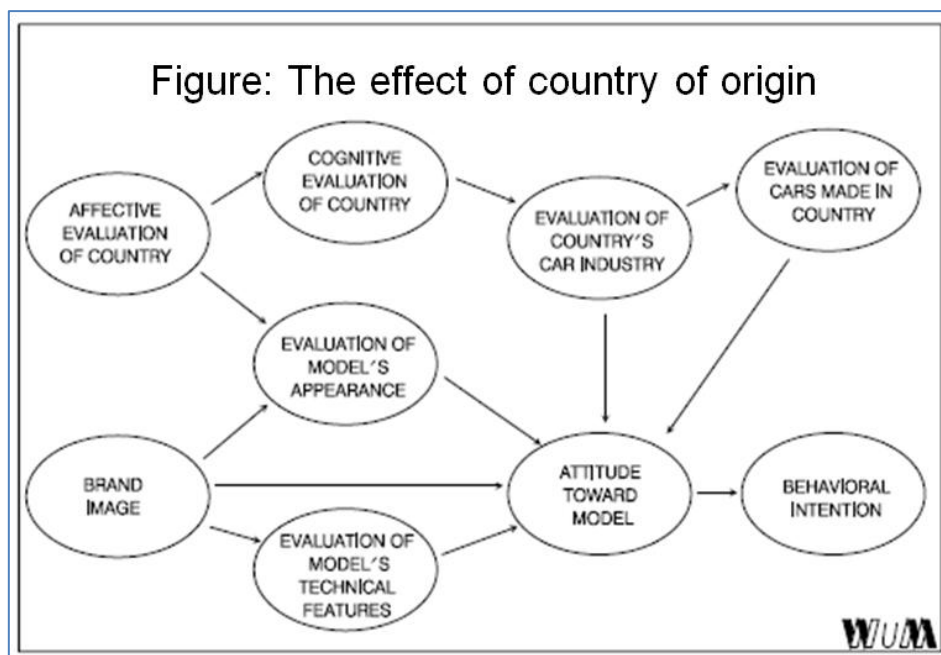 Figure: The effect of country of origin
COGNITIVE
EVALUATION
OF COUNTRY
EVALUATION OF
CARS MADE IN
COUNTRY
AFFECTIVE
EVALUATION
OF COUNTRY
EVALUATION OF
COUNTRY'S
CAR INDUSTRY
EVALUATION OF
MODEL'S
APPEARANCE
BRAND
IMAGE
ATTITUDE
TOWARD
MODEL
BEHAVIORAL
INTENTION
EVALUATION OF
MODEL'S
TECHNICAL
FEATURES
WUM